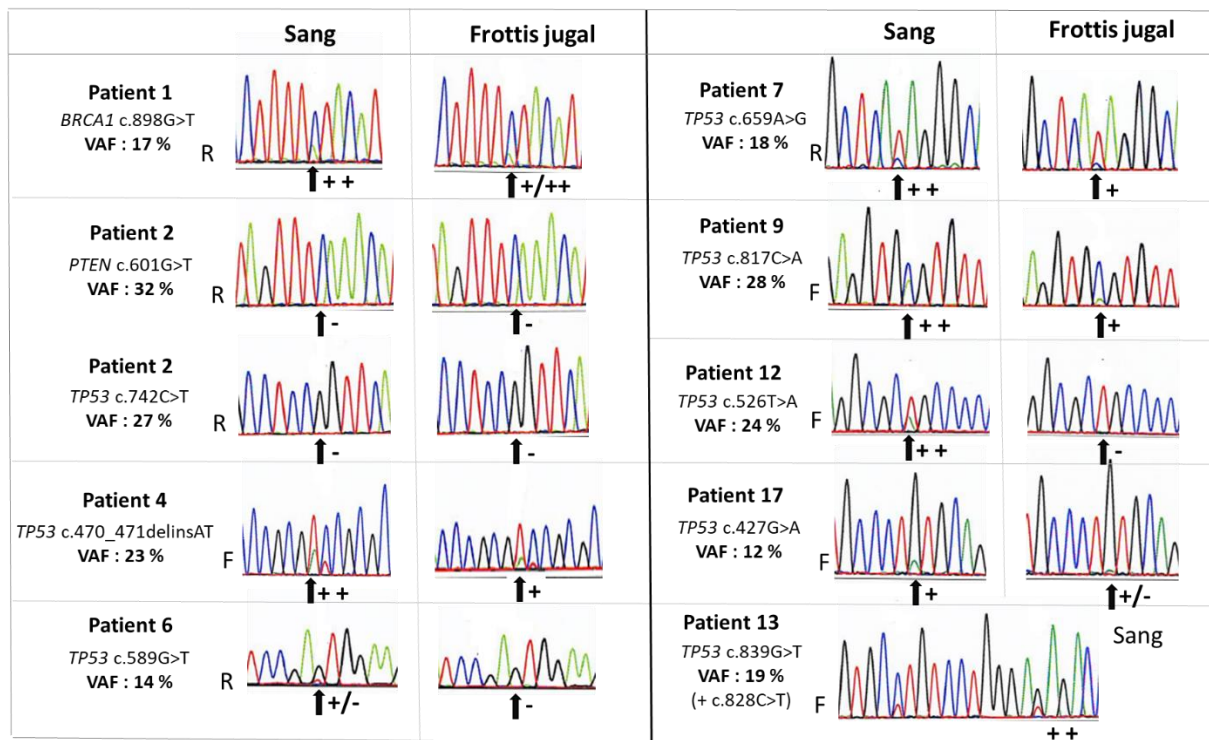 Sang
Frottis jugal
Patient 1
BRCA1 c.898G>T
VAF : 17 %
R
++
+/++
Patient 2
PTEN c.601G>T
VAF : 32 %
R
-
-
Patient 2
TP53 c.742C>T
VAF : 27 %
R
-
-
Patient 4
TP53 c.470_471delinsAT
VAF : 23 %
F
++
+
Patient 6
TP53 c.589G>T
VAF : 14 %
R
+/-
-
Sang
Frottis jugal
Patient 7
TP53 c.659A>G
VAF : 18 %
R
++
+
Patient 9
TP53 c.817C>A
VAF : 28 %
F
++
+
Patient 12
TP53 c.526T>A
VAF : 24 %
F
++
-
Patient 17
TP53 c.427G>A
VAF : 12 %
F
+
+/-
Sang
Patient 13
TP53 c.839G>T
VAF : 19 %
(+ c.828C>T)
F
++